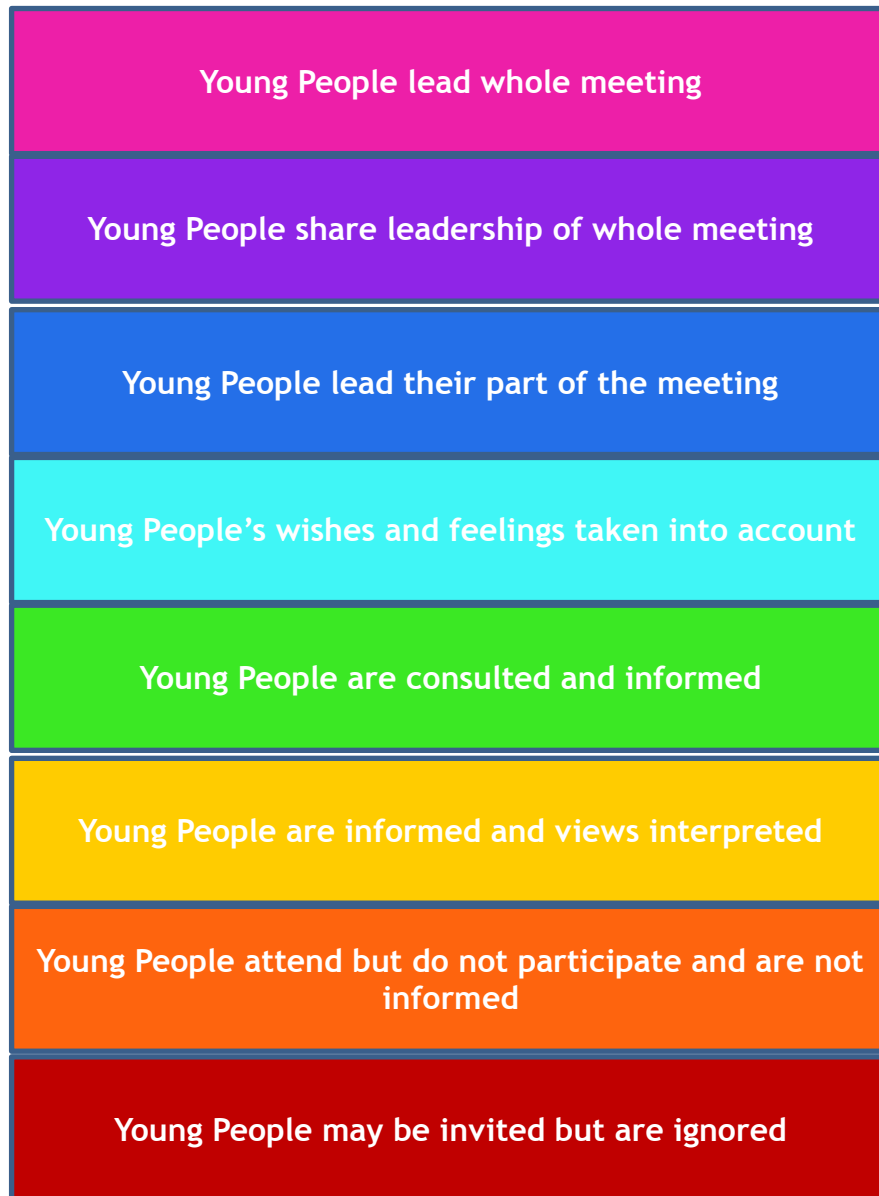 Young People lead whole meeting
Young People share leadership of whole meeting
Young People lead their part of the meeting
Young People’s wishes and feelings taken into account
Young People are consulted and informed
Young People are informed and views interpreted
Young People attend but do not participate and are not
informed
Young People may be invited but are ignored